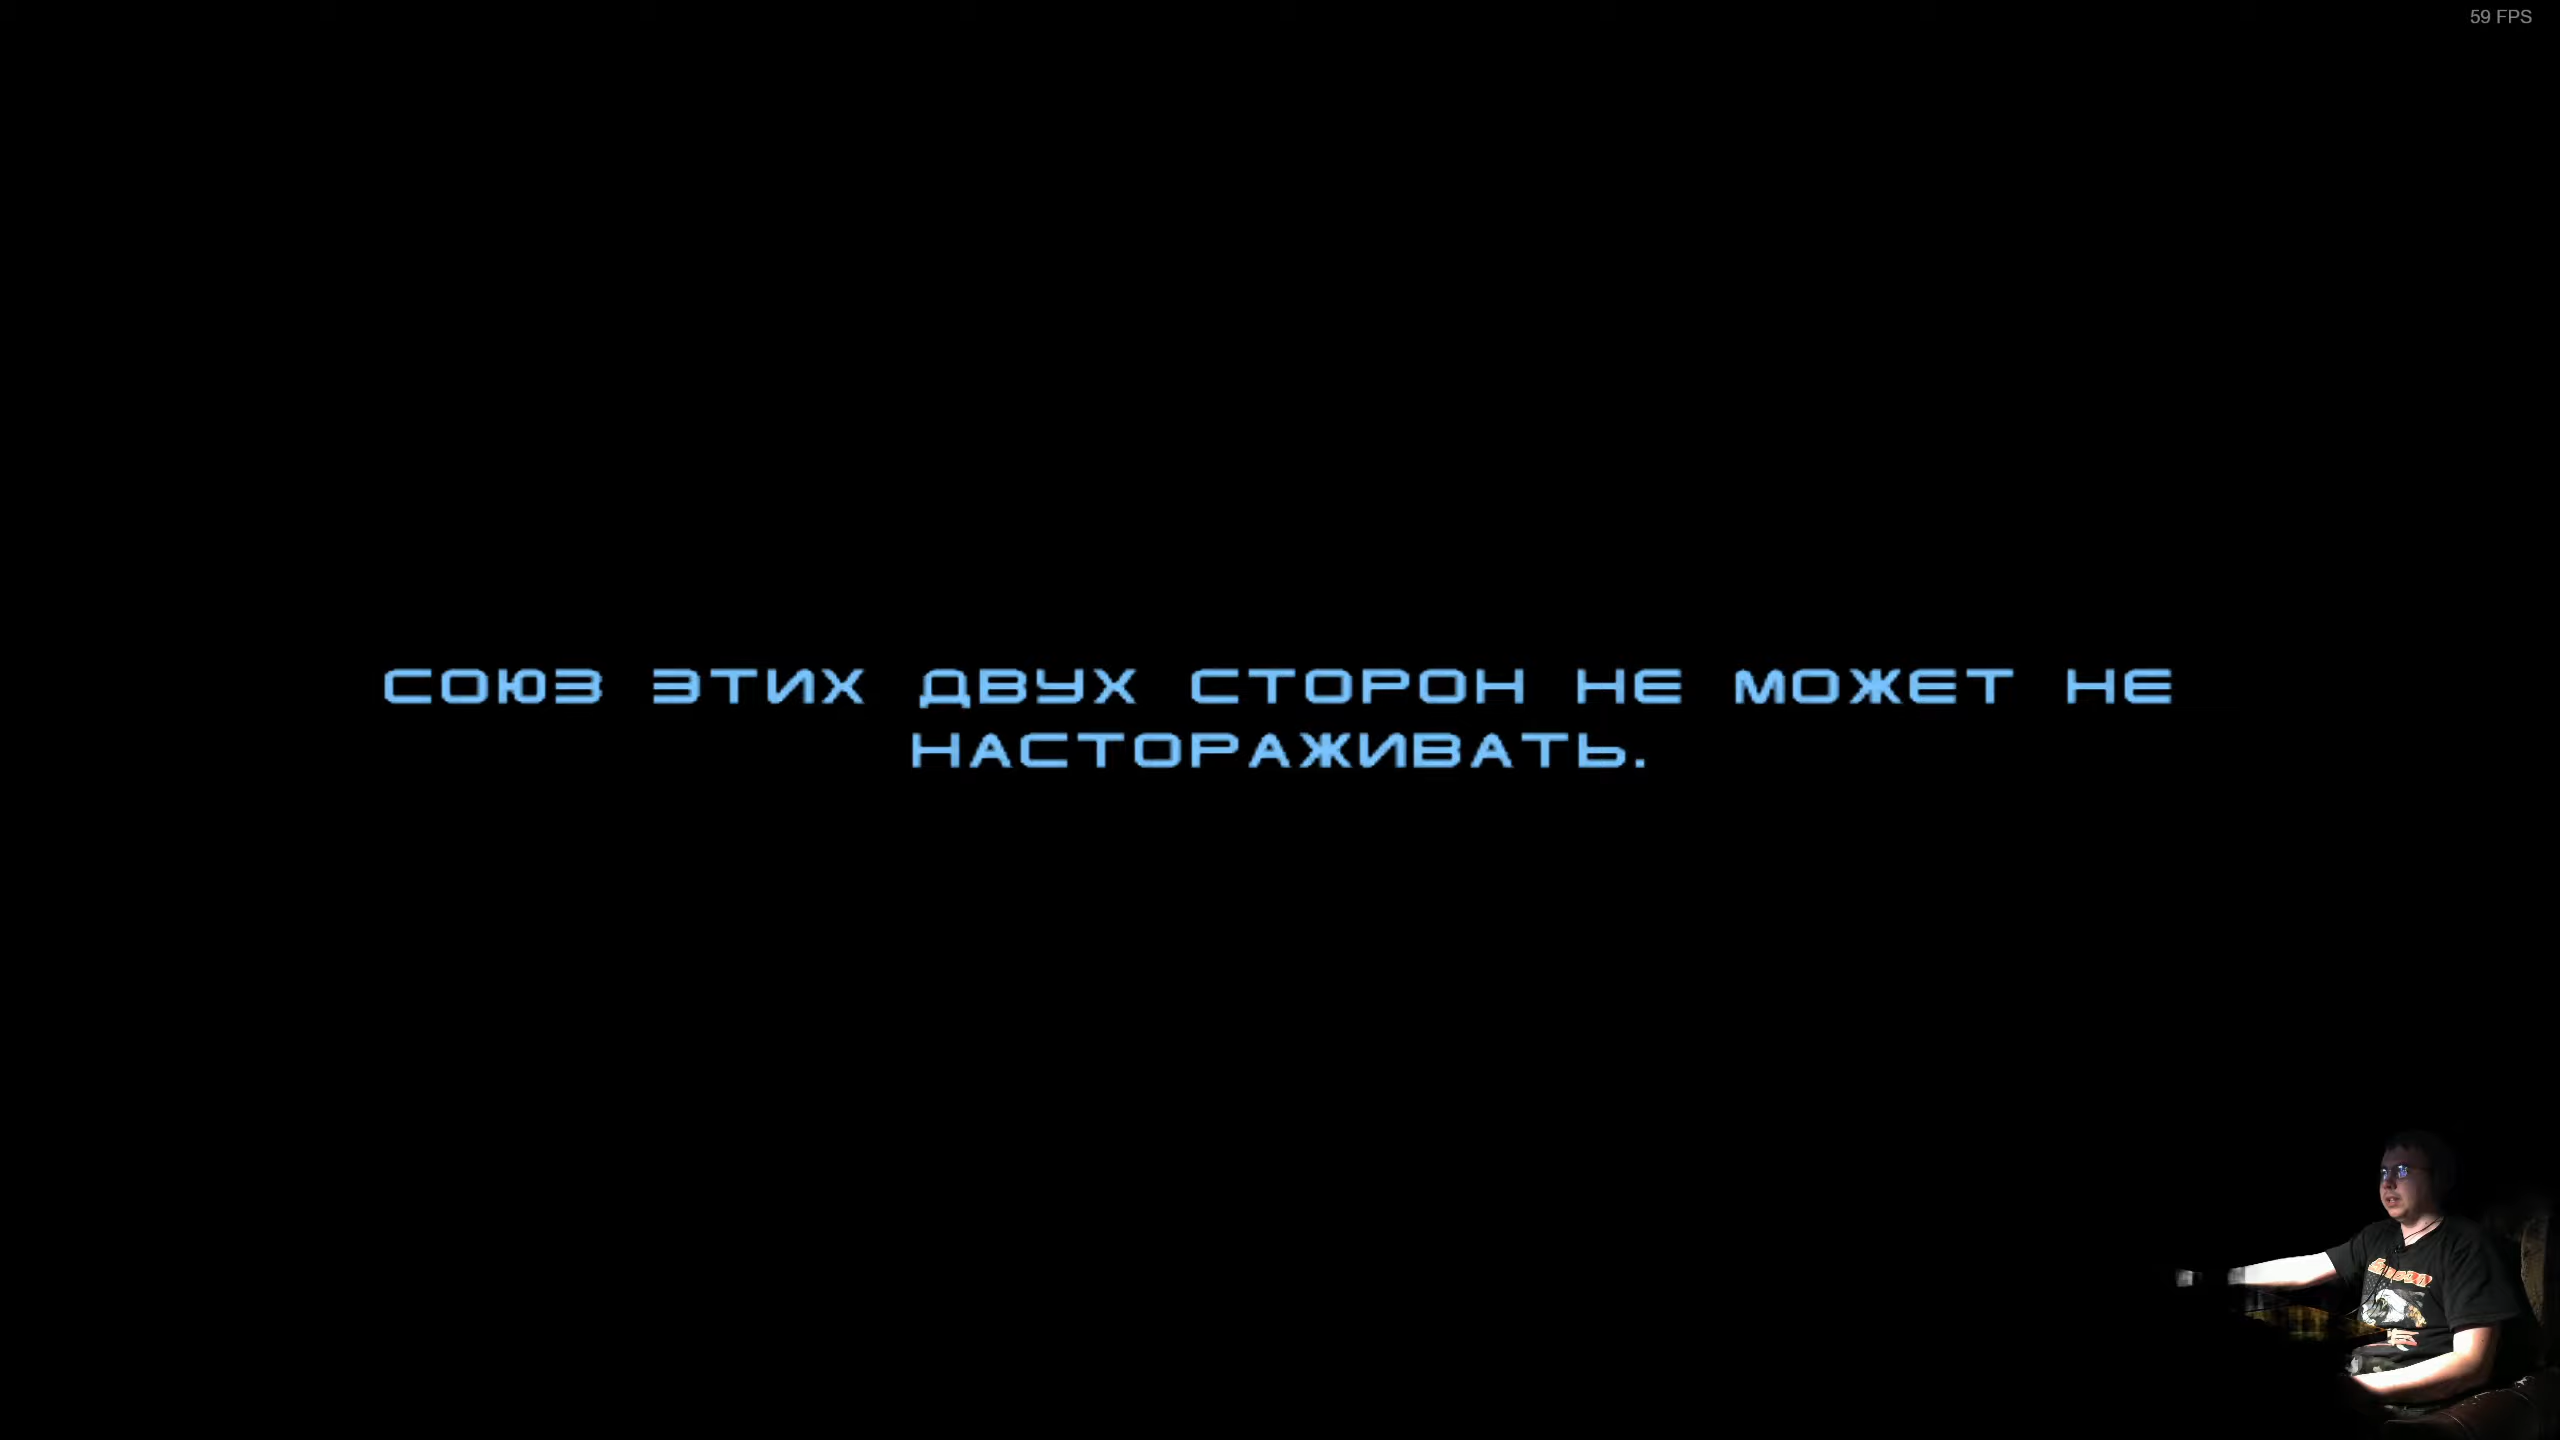 59 FPS
СОЮЗ ЭТИХ ДВУХ СТОРОН НЕ МОЖЕТ НЕ
НАСТОРАЖИВАТЬ.